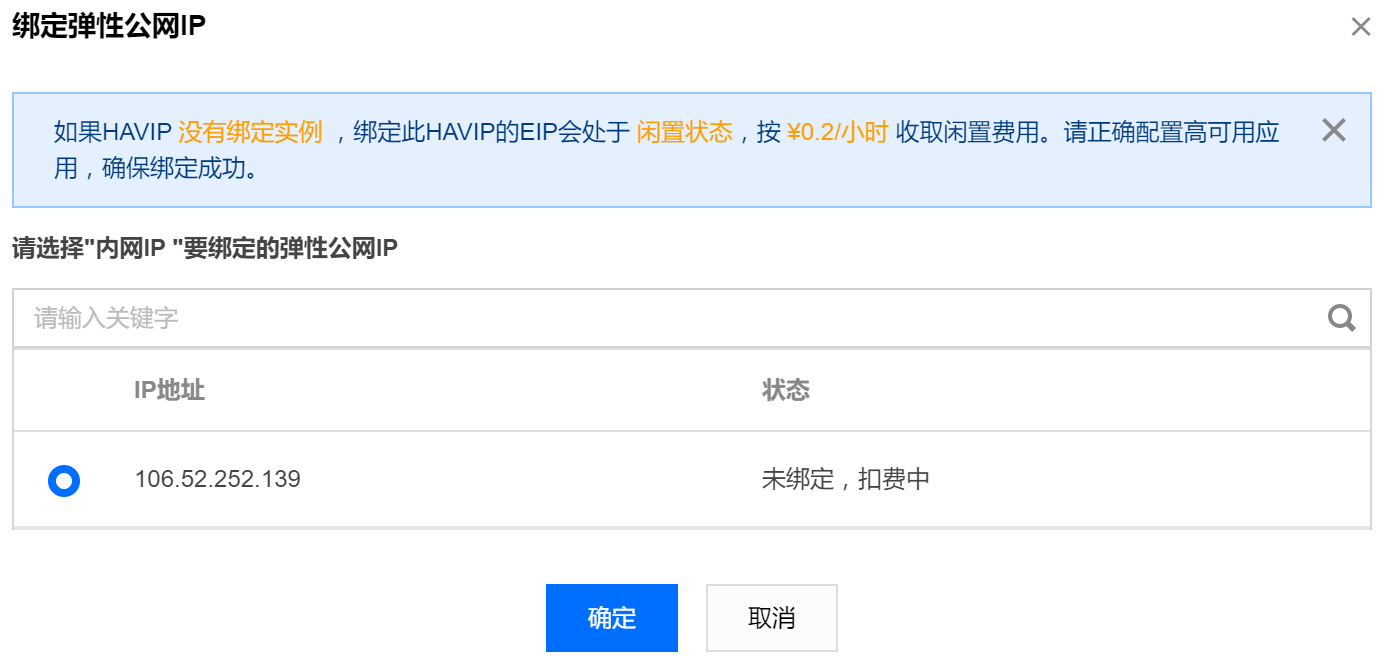 绑定弹性公网IP
如果HAVIP 没有绑定实例 ，绑定此HAVIP的EIP会处于 闲置状态，按 ¥0.2/小时 收取闲置费用。请正确配置高可用应
用，确保绑定成功。
请选择"内网IP "要绑定的弹性公网IP
请输入关键字
IP地址 状态
106.52.252.139 未绑定，扣费中
确定 取消